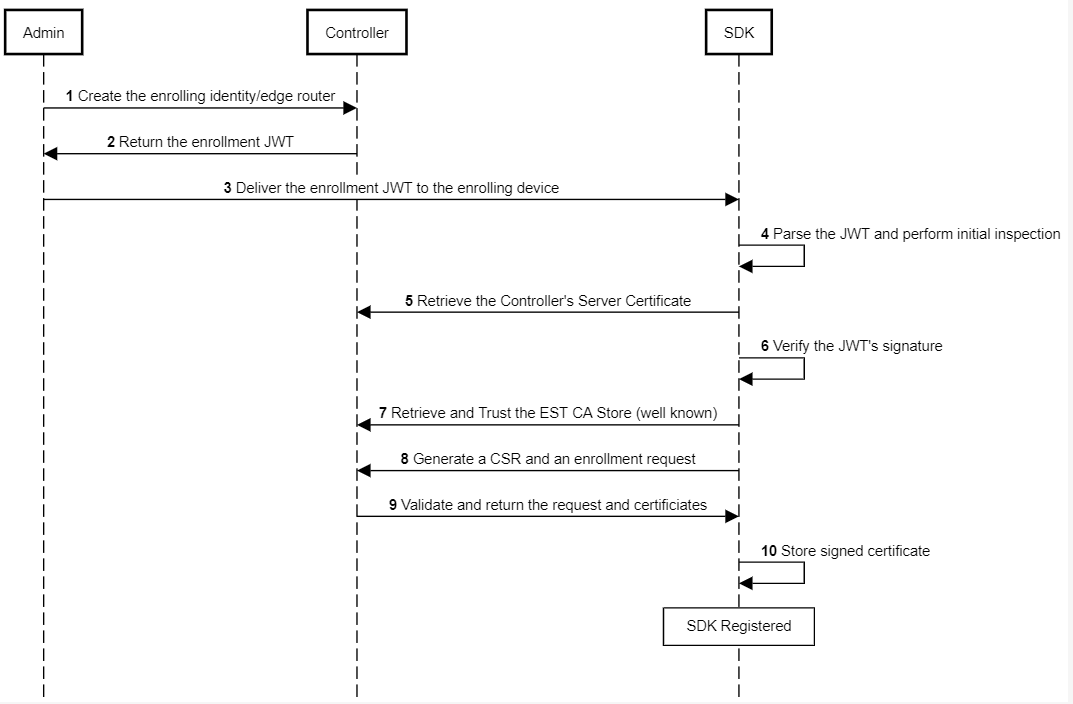 Admin
Controller
SDK
1 Create the enrolling identity/edge router
2 Return the enrollment JWT
3 Deliver the enrollment JWT to the enrolling device
4 Parse the JWT and perform initial inspection
5 Retrieve the Controller's Server Certificate
6 Verify the JWT's signature
7 Retrieve and Trust the EST CA Store (well known)
8 Generate a CSR and an enrollment request
9 Validate and return the request and certificiates
10 Store signed certificate
SDK Registered